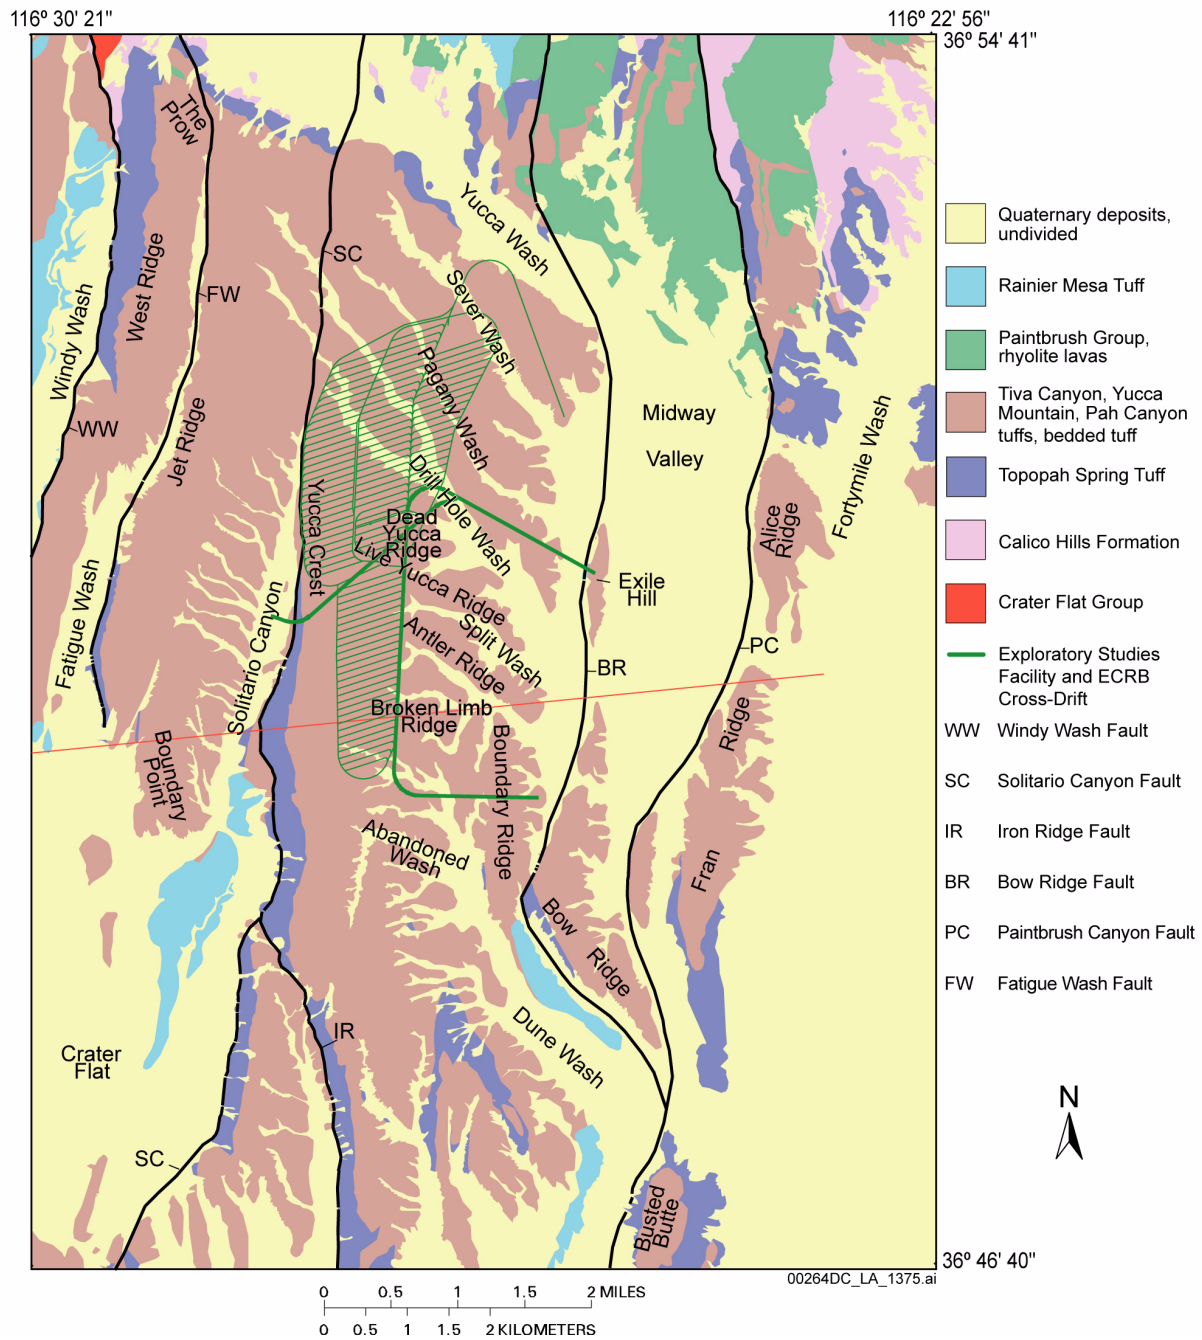 116º 30' 21"
116º 22' 56"
36º 54' 41"
The
Prow
Yucca Wash
West Ridge
SC
FW
Windy Wash
Sever Wash
Pagany Wash
WW
Jet Ridge
Midway
Valley
Fortymile Wash
Drill Hole Wash
Yucca Crest
Dead
Yucca
Ridge
Alice
Ridge
Live Yucca Ridge
Exile
Hill
Fatigue Wash
Solitario Canyon
Split Wash
Antler Ridge
BR
PC
Broken Limb
Ridge
Boundary
Point
Boundary Ridge
Fran
Ridge
Abandoned
Wash
Bow
Ridge
Dune Wash
IR
Crater
Flat
SC
Busted
Butte
Quaternary deposits,
undivided
Rainier Mesa Tuff
Paintbrush Group,
rhyolite lavas
Tiva Canyon, Yucca
Mountain, Pah Canyon
tuffs, bedded tuff
Topopah Spring Tuff
Calico Hills Formation
Crater Flat Group
Exploratory Studies
Facility and ECRB
Cross-Drift
WW Windy Wash Fault
SC Solitario Canyon Fault
IR Iron Ridge Fault
BR Bow Ridge Fault
PC Paintbrush Canyon Fault
FW Fatigue Wash Fault
N
36º 46' 40"
00264DC_LA_1375.ai
0 0.5 1 1.5 2 MILES
0 0.5 1 1.5 2 KILOMETERS